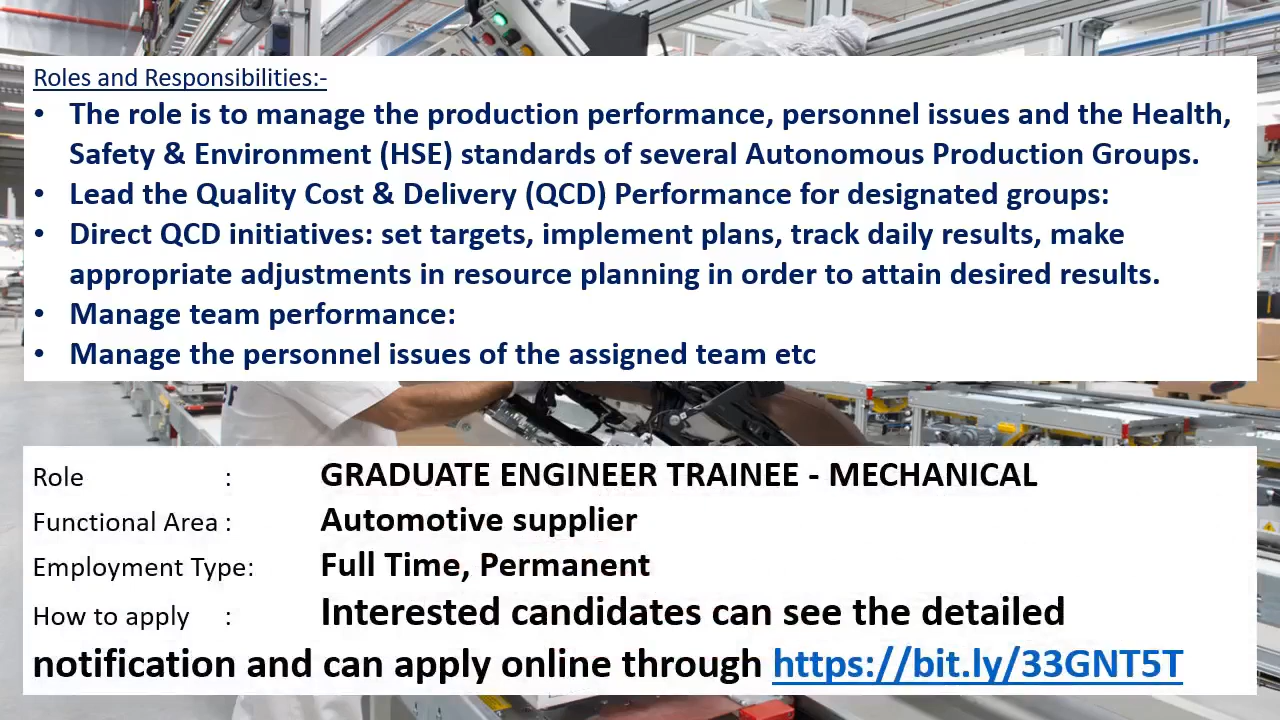 Roles and Responsibilities:-
• The role is to manage the production performance, personnel issues and the Health,
Safety & Environment (HSE) standards of several Autonomous Production Groups.
• Lead the Quality Cost & Delivery (QCD) Performance for designated groups:
• Direct QCD initiatives: set targets, implement plans, track daily results, make
appropriate adjustments in resource planning in order to attain desired results.
• Manage team performance:
• Manage the personnel issues of the assigned team etc
Role : GRADUATE ENGINEER TRAINEE - MECHANICAL
Functional Area : Automotive supplier
Employment Type: Full Time, Permanent
How to apply : Interested candidates can see the detailed
notification and can apply online through https://bit.ly/33GNT5T